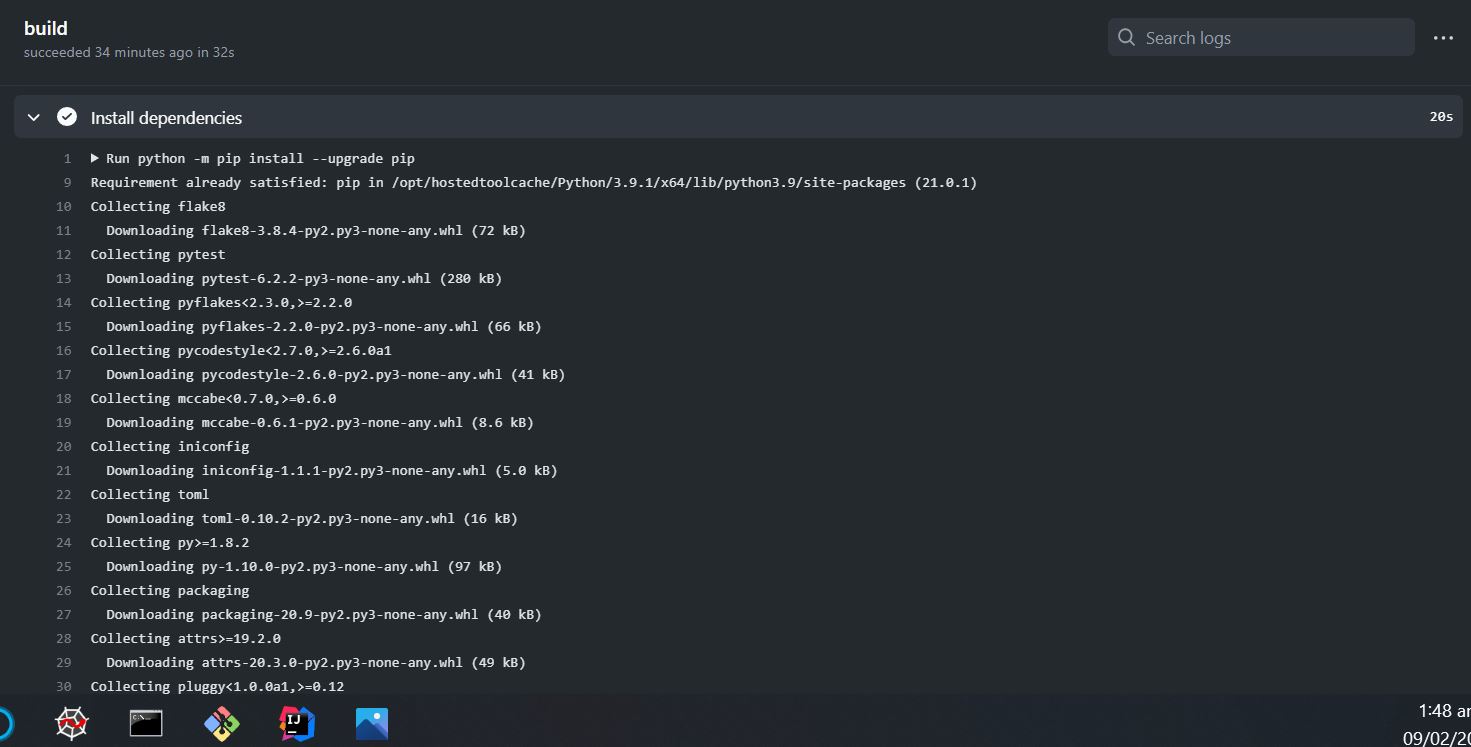 build
succeeded 34 minutes ago in 32s
Search logs
Install dependencies
20s
1 Run python -m pip install --upgrade pip
9 Requirement already satisfied: pip in /opt/hostedtoolcache/Python/3.9.1/x64/lib/python3.9/site-packages (21.0.1)
10 Collecting flake8
11 Downloading flake8-3.8.4-py2.py3-none-any.whl (72 kB)
12 Collecting pytest
13 Downloading pytest-6.2.2-py3-none-any.whl (280 kB)
14 Collecting pyflakes<2.3.0,>=2.2.0
15 Downloading pyflakes-2.2.0-py2.py3-none-any.whl (66 kB)
16 Collecting pycodestyle<2.7.0,>=2.6.0a1
17 Downloading pycodestyle-2.6.0-py2.py3-none-any.whl (41 kB)
18 Collecting mccabe<0.7.0,>=0.6.0
19 Downloading mccabe-0.6.1-py2.py3-none-any.whl (8.6 kB)
20 Collecting iniconfig
21 Downloading iniconfig-1.1.1-py2.py3-none-any.whl (5.0 kB)
22 Collecting toml
23 Downloading toml-0.10.2-py2.py3-none-any.whl (16 kB)
24 Collecting py>=1.8.2
25 Downloading py-1.10.0-py2.py3-none-any.whl (97 kB)
26 Collecting packaging
27 Downloading packaging-20.9-py2.py3-none-any.whl (40 kB)
28 Collecting attrs>=19.2.0
29 Downloading attrs-20.3.0-py2.py3-none-any.whl (49 kB)
30 Collecting pluggy<1.0.0a1,>=0.12
C:\_
IJ
1:48 am
09/02/20